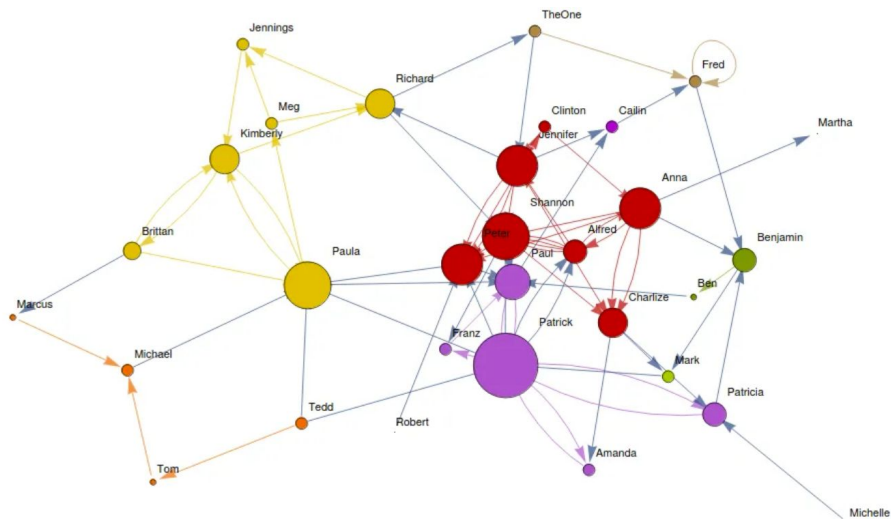 TheOne
Jennings
Fred
Richard
Meg
Clinton
Cailin
Martha
Kimberly
Jennifer
Anna
Shannon
Brittan
Peter
Alfred
Benjamin
Paula
Paul
Ben
Marcus
Charlize
Michael
Franz
Patrick
Mark
Patricia
Tedd
Robert
Tom
Amanda
Michelle